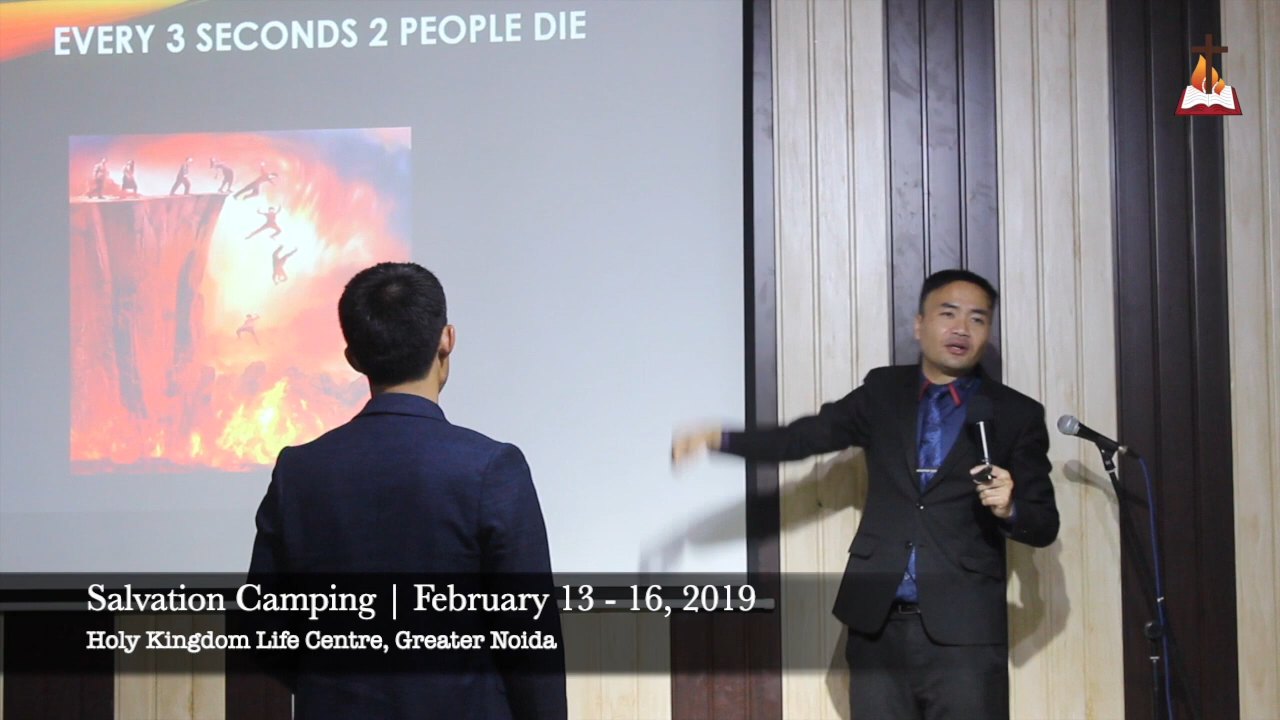 EVERY 3 SECONDS 2 PEOPLE DIE
Salvation Camping | February 13 - 16, 2019
Holy Kingdom Life Centre, Greater Noida